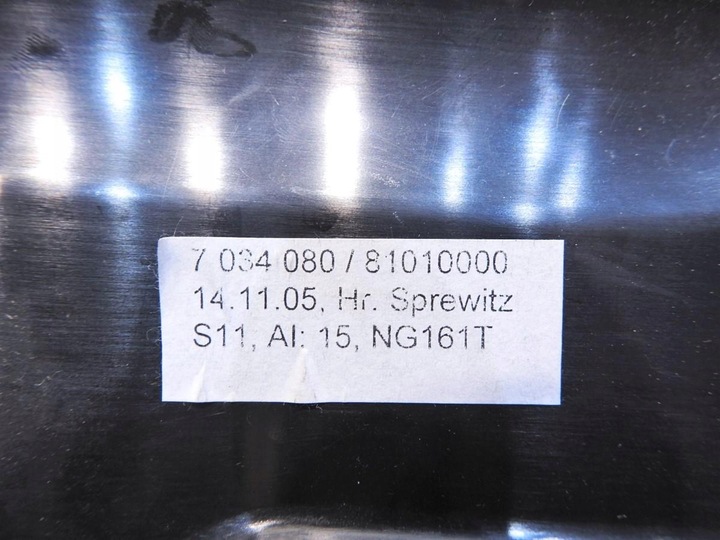 7 034 080 / 81010000
14.11.05, Hr. Sprewitz
S11, AI: 15, NG161T